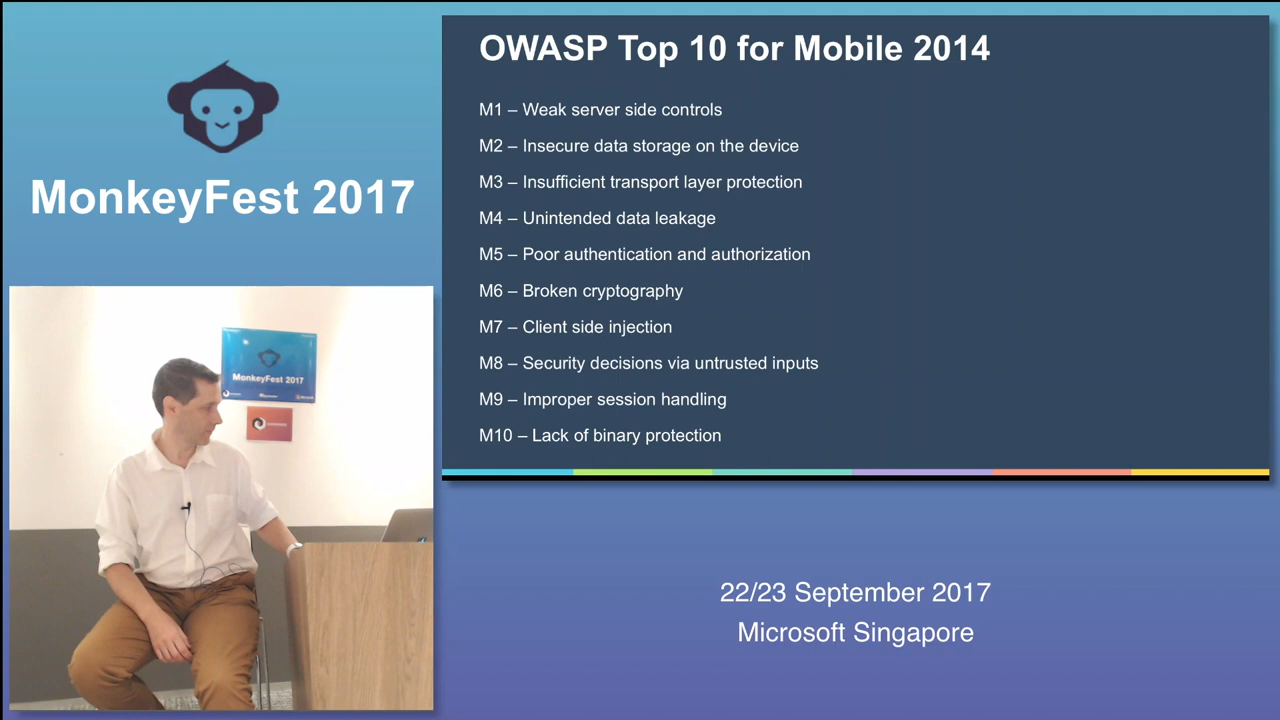 MonkeyFest 2017
OWASP Top 10 for Mobile 2014
M1 – Weak server side controls
M2 – Insecure data storage on the device
M3 – Insufficient transport layer protection
M4 – Unintended data leakage
M5 – Poor authentication and authorization
M6 – Broken cryptography
M7 – Client side injection
M8 – Security decisions via untrusted inputs
M9 – Improper session handling
M10 – Lack of binary protection
MonkeyFest 2017
22/23 September 2017
Microsoft Singapore